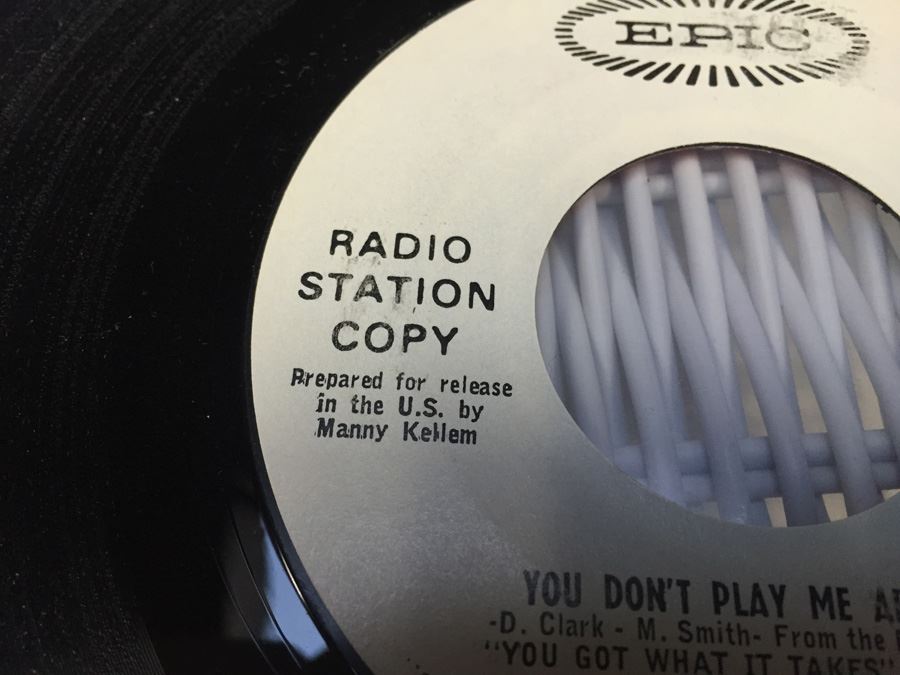 EPIC
RADIO
STATION
COPY
Prepared for release
in the U.S. by
Manny Kellem
YOU DON'T PLAY ME
-D. Clark - M. Smith- From the
"YOU GOT WHAT IT TAKES"